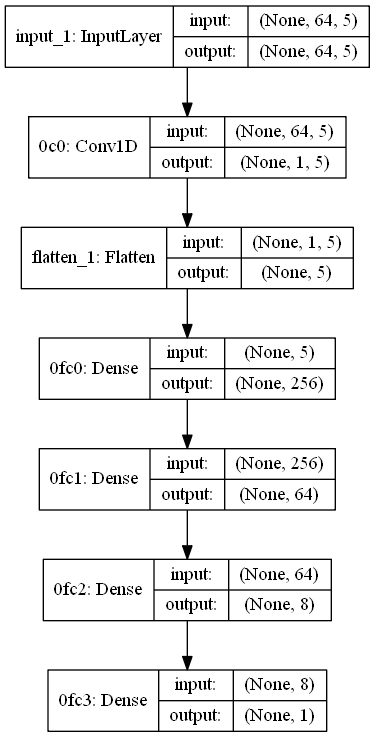 input_1: InputLayer
input: (None, 64, 5)
output: (None, 64, 5)
0c0: Conv1D
input: (None, 64, 5)
output: (None, 1, 5)
flatten_1: Flatten
input: (None, 1, 5)
output: (None, 5)
0fc0: Dense
input: (None, 5)
output: (None, 256)
0fc1: Dense
input: (None, 256)
output: (None, 64)
0fc2: Dense
input: (None, 64)
output: (None, 8)
0fc3: Dense
input: (None, 8)
output: (None, 1)